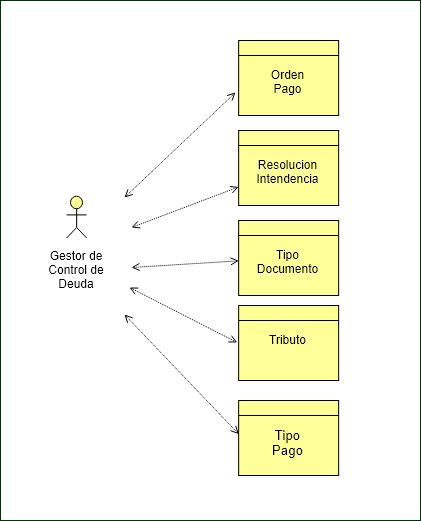 Orden
Pago
Resolucion
Intendencia
Gestor de
Control de
Deuda
Tipo
Documento
Tributo
Tipo
Pago